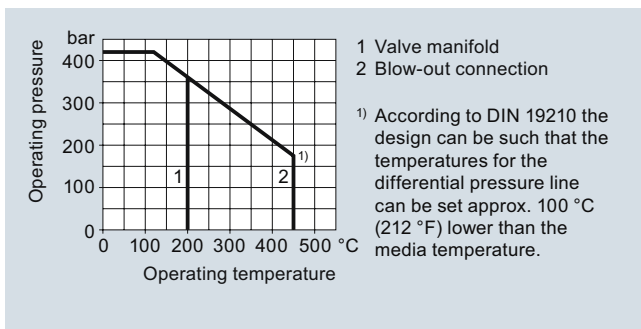 bar
400
300
200
100
0
Operating pressure
1
2
1)
0 100 200 300 400 500 °C
Operating temperature
1 Valve manifold
2 Blow-out connection
1) According to DIN 19210 the
design can be such that the
temperatures for the
differential pressure line
can be set approx. 100 °C
(212 °F) lower than the
media temperature.